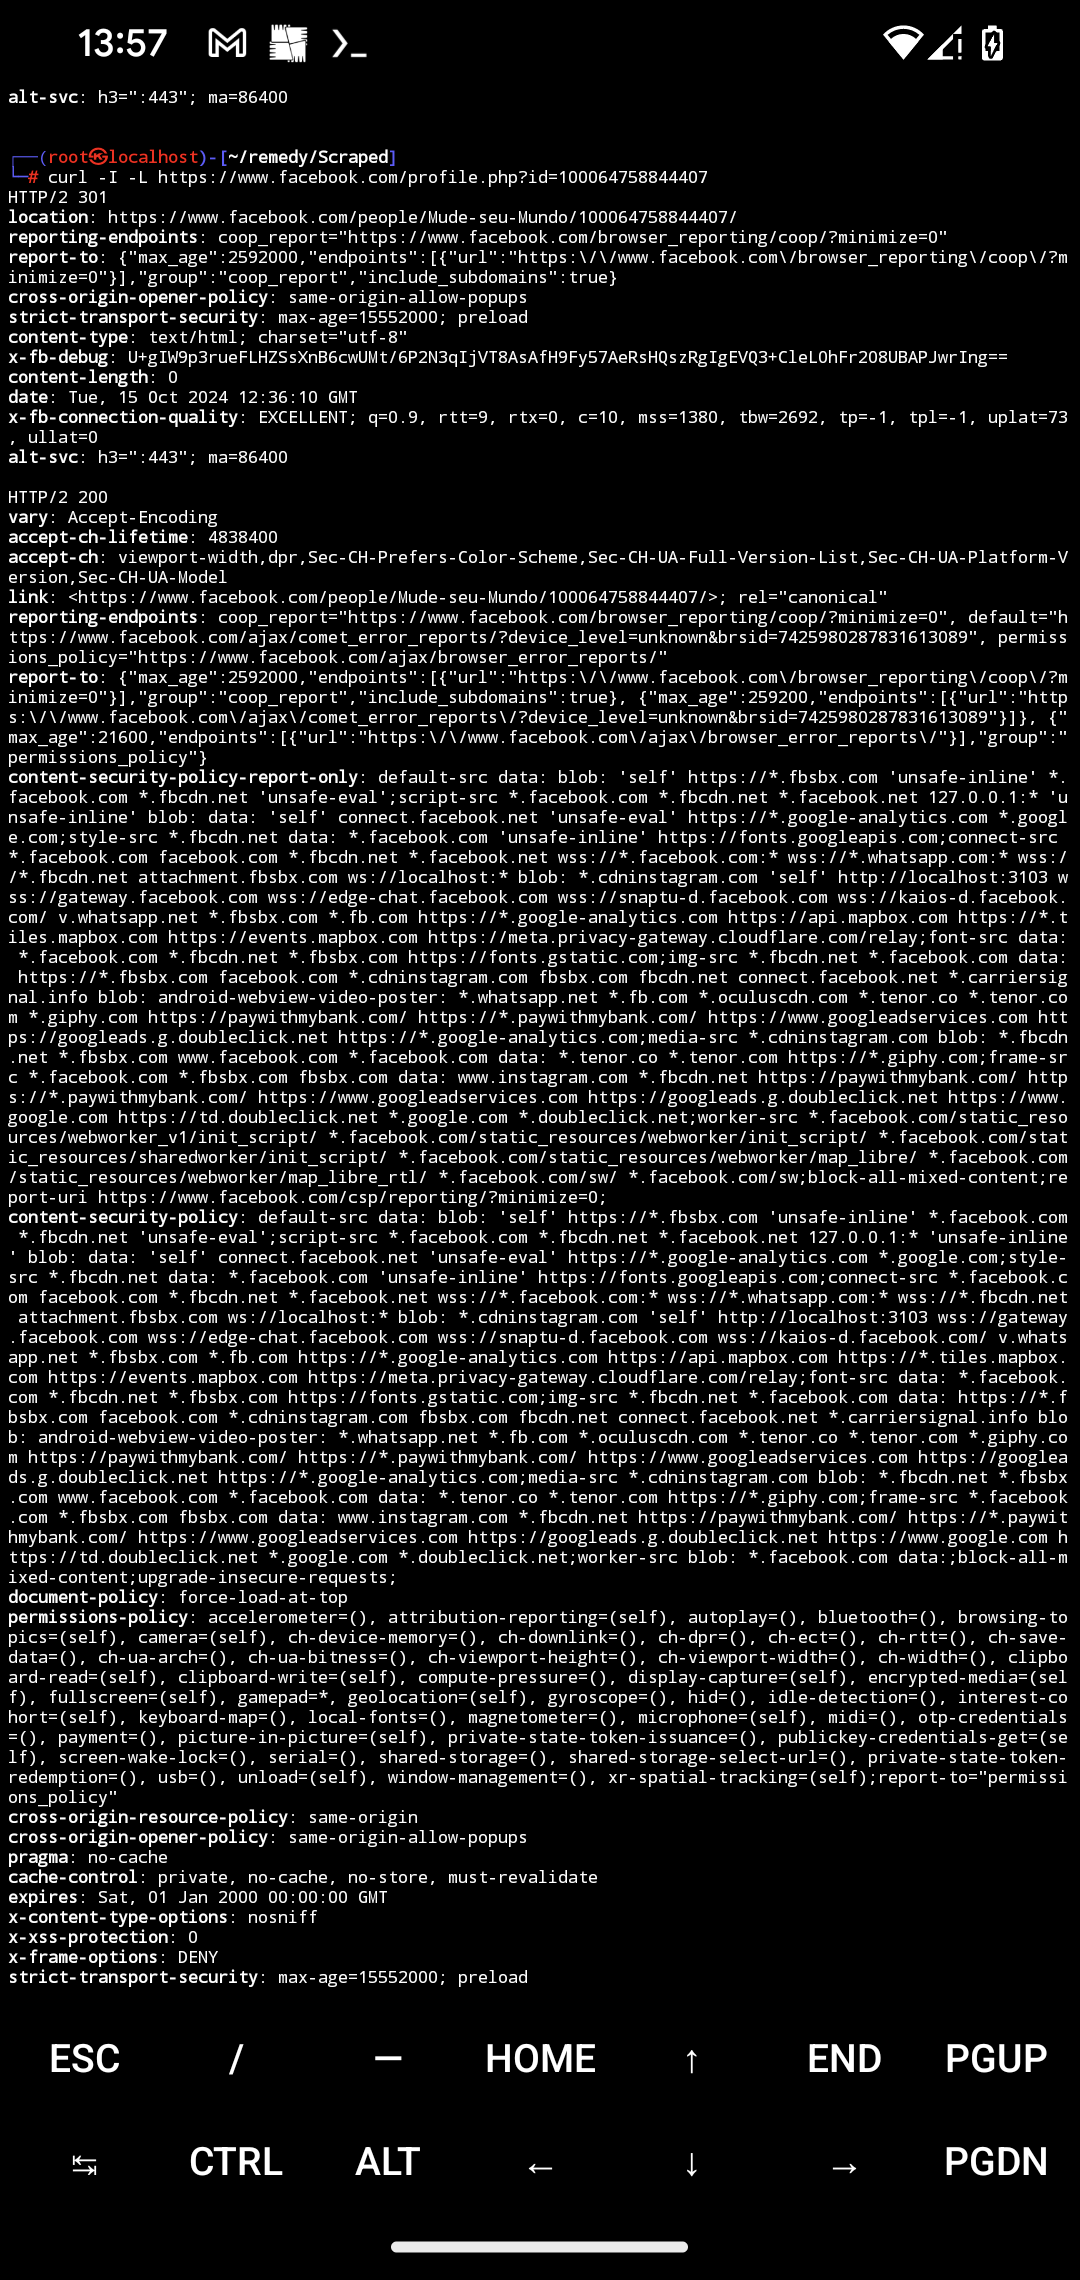 13:57
alt-svc: h3=":443"; ma=86400
┌──(root㉿localhost)-[~/remedy/Scraped]
└─# curl -I -L https://www.facebook.com/profile.php?id=100064758844407
HTTP/2 301
location: https://www.facebook.com/people/Mude-seu-Mundo/100064758844407/
reporting-endpoints: coop_report="https://www.facebook.com/browser_reporting/coop/?minimize=0"
report-to: {"max_age":2592000,"endpoints":[{"url":"https:\/\/www.facebook.com\/browser_reporting\/coop\/?m
inimize=0"}],"group":"coop_report","include_subdomains":true}
cross-origin-opener-policy: same-origin-allow-popups
strict-transport-security: max-age=15552000; preload
content-type: text/html; charset="utf-8"
x-fb-debug: U+gIW9p3rueFLHZSsXnB6cwUMt/6P2N3qIjVT8AsAfH9Fy57AeRsHQszRgIgEVQ3+CleL0hFr2O8UBAPJwrIng==
content-length: 0
date: Tue, 15 Oct 2024 12:36:10 GMT
x-fb-connection-quality: EXCELLENT; q=0.9, rtt=9, rtx=0, c=10, mss=1380, tbw=2692, tp=-1, tpl=-1, uplat=73
, ullat=0
alt-svc: h3=":443"; ma=86400
HTTP/2 200
vary: Accept-Encoding
accept-ch-lifetime: 4838400
accept-ch: viewport-width,dpr,Sec-CH-Prefers-Color-Scheme,Sec-CH-UA-Full-Version-List,Sec-CH-UA-Platform-V
ersion,Sec-CH-UA-Model
link: <https://www.facebook.com/people/Mude-seu-Mundo/100064758844407/>; rel="canonical"
reporting-endpoints: coop_report="https://www.facebook.com/browser_reporting/coop/?minimize=0", default="h
ttps://www.facebook.com/ajax/comet_error_reports/?device_level=unknown&brsid=7425980287831613089", permiss
ions_policy="https://www.facebook.com/ajax/browser_error_reports/"
report-to: {"max_age":2592000,"endpoints":[{"url":"https:\/\/www.facebook.com\/browser_reporting\/coop\/?m
inimize=0"}],"group":"coop_report","include_subdomains":true}, {"max_age":259200,"endpoints":[{"url":"http
s:\/\/www.facebook.com\/ajax\/comet_error_reports\/?device_level=unknown&brsid=7425980287831613089"}]}, {"
max_age":21600,"endpoints":[{"url":"https:\/\/www.facebook.com\/ajax\/browser_error_reports\/"}],"group":"
permissions_policy"}
content-security-policy-report-only: default-src data: blob: 'self' https://*.fbsbx.com 'unsafe-inline' *.
facebook.com *.fbcdn.net 'unsafe-eval';script-src *.facebook.com *.fbcdn.net *.facebook.net 127.0.0.1:* 'u
nsafe-inline' blob: data: 'self' connect.facebook.net 'unsafe-eval' https://*.google-analytics.com *.googl
e.com;style-src *.fbcdn.net data: *.facebook.com 'unsafe-inline' https://fonts.googleapis.com;connect-src
*.facebook.com facebook.com *.fbcdn.net *.facebook.net wss://*.facebook.com:* wss://*.whatsapp.com:* wss:/
/*.fbcdn.net attachment.fbsbx.com ws://localhost:* blob: *.cdninstagram.com 'self' http://localhost:3103 w
ss://gateway.facebook.com wss://edge-chat.facebook.com wss://snaptu-d.facebook.com wss://kaios-d.facebook.
com/ v.whatsapp.net *.fbsbx.com *.fb.com https://*.google-analytics.com https://api.mapbox.com https://*.t
iles.mapbox.com https://events.mapbox.com https://meta.privacy-gateway.cloudflare.com/relay;font-src data:
 *.facebook.com *.fbcdn.net *.fbsbx.com https://fonts.gstatic.com;img-src *.fbcdn.net *.facebook.com data:
 https://*.fbsbx.com facebook.com *.cdninstagram.com fbsbx.com fbcdn.net connect.facebook.net *.carriersig
nal.info blob: android-webview-video-poster: *.whatsapp.net *.fb.com *.oculuscdn.com *.tenor.co *.tenor.co
m *.giphy.com https://paywithmybank.com/ https://*.paywithmybank.com/ https://www.googleadservices.com htt
ps://googleads.g.doubleclick.net https://*.google-analytics.com;media-src *.cdninstagram.com blob: *.fbcdn
.net *.fbsbx.com www.facebook.com *.facebook.com data: *.tenor.co *.tenor.com https://*.giphy.com;frame-sr
c *.facebook.com *.fbsbx.com fbsbx.com data: www.instagram.com *.fbcdn.net https://paywithmybank.com/ http
s://*.paywithmybank.com/ https://www.googleadservices.com https://googleads.g.doubleclick.net https://www.
google.com https://td.doubleclick.net *.google.com *.doubleclick.net;worker-src *.facebook.com/static_reso
urces/webworker_v1/init_script/ *.facebook.com/static_resources/webworker/init_script/ *.facebook.com/stat
ic_resources/sharedworker/init_script/ *.facebook.com/static_resources/webworker/map_libre/ *.facebook.com
/static_resources/webworker/map_libre_rtl/ *.facebook.com/sw/ *.facebook.com/sw;block-all-mixed-content;re
port-uri https://www.facebook.com/csp/reporting/?minimize=0;
content-security-policy: default-src data: blob: 'self' https://*.fbsbx.com 'unsafe-inline' *.facebook.com
 *.fbcdn.net 'unsafe-eval';script-src *.facebook.com *.fbcdn.net *.facebook.net 127.0.0.1:* 'unsafe-inline
' blob: data: 'self' connect.facebook.net 'unsafe-eval' https://*.google-analytics.com *.google.com;style-
src *.fbcdn.net data: *.facebook.com 'unsafe-inline' https://fonts.googleapis.com;connect-src *.facebook.c
om facebook.com *.fbcdn.net *.facebook.net wss://*.facebook.com:* wss://*.whatsapp.com:* wss://*.fbcdn.net
 attachment.fbsbx.com ws://localhost:* blob: *.cdninstagram.com 'self' http://localhost:3103 wss://gateway
.facebook.com wss://edge-chat.facebook.com wss://snaptu-d.facebook.com wss://kaios-d.facebook.com/ v.whats
app.net *.fbsbx.com *.fb.com https://*.google-analytics.com https://api.mapbox.com https://*.tiles.mapbox.
com https://events.mapbox.com https://meta.privacy-gateway.cloudflare.com/relay;font-src data: *.facebook.
com *.fbcdn.net *.fbsbx.com https://fonts.gstatic.com;img-src *.fbcdn.net *.facebook.com data: https://*.f
bsbx.com facebook.com *.cdninstagram.com fbsbx.com fbcdn.net connect.facebook.net *.carriersignal.info blo
b: android-webview-video-poster: *.whatsapp.net *.fb.com *.oculuscdn.com *.tenor.co *.tenor.com *.giphy.co
m https://paywithmybank.com/ https://*.paywithmybank.com/ https://www.googleadservices.com https://googlea
ds.g.doubleclick.net https://*.google-analytics.com;media-src *.cdninstagram.com blob: *.fbcdn.net *.fbsbx
.com www.facebook.com *.facebook.com data: *.tenor.co *.tenor.com https://*.giphy.com;frame-src *.facebook
.com *.fbsbx.com fbsbx.com data: www.instagram.com *.fbcdn.net https://paywithmybank.com/ https://*.paywit
hmybank.com/ https://www.googleadservices.com https://googleads.g.doubleclick.net https://www.google.com h
ttps://td.doubleclick.net *.google.com *.doubleclick.net;worker-src blob: *.facebook.com data:;block-all-m
ixed-content;upgrade-insecure-requests;
document-policy: force-load-at-top
permissions-policy: accelerometer=(), attribution-reporting=(self), autoplay=(), bluetooth=(), browsing-to
pics=(self), camera=(self), ch-device-memory=(), ch-downlink=(), ch-dpr=(), ch-ect=(), ch-rtt=(), ch-save-
data=(), ch-ua-arch=(), ch-ua-bitness=(), ch-viewport-height=(), ch-viewport-width=(), ch-width=(), clipbo
ard-read=(self), clipboard-write=(self), compute-pressure=(), display-capture=(self), encrypted-media=(sel
f), fullscreen=(self), gamepad=*, geolocation=(self), gyroscope=(), hid=(), idle-detection=(), interest-co
hort=(self), keyboard-map=(), local-fonts=(), magnetometer=(), microphone=(self), midi=(), otp-credentials
=(), payment=(), picture-in-picture=(self), private-state-token-issuance=(), publickey-credentials-get=(se
lf), screen-wake-lock=(), serial=(), shared-storage=(), shared-storage-select-url=(), private-state-token-
redemption=(), usb=(), unload=(self), window-management=(), xr-spatial-tracking=(self);report-to="permissi
ons_policy"
cross-origin-resource-policy: same-origin
cross-origin-opener-policy: same-origin-allow-popups
pragma: no-cache
cache-control: private, no-cache, no-store, must-revalidate
expires: Sat, 01 Jan 2000 00:00:00 GMT
x-content-type-options: nosniff
x-xss-protection: 0
x-frame-options: DENY
strict-transport-security: max-age=15552000; preload
ESC / — HOME ↑ END PGUP
↹ CTRL ALT ← ↓ → PGDN